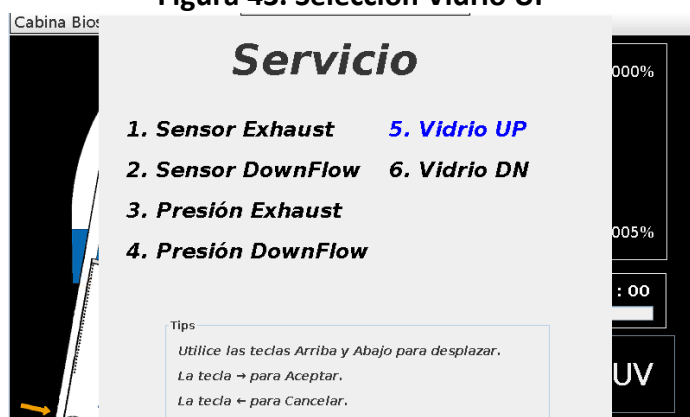 Figura 43. Selección Vidrio UP
Cabina Bios
Servicio
000%
1. Sensor Exhaust
5. Vidrio UP
2. Sensor DownFlow
6. Vidrio DN
3. Presión Exhaust
005%
4. Presión DownFlow
: 00
Tips
Utilice las teclas Arriba y Abajo para desplazar.
La tecla → para Aceptar.
UV
La tecla ← para Cancelar.